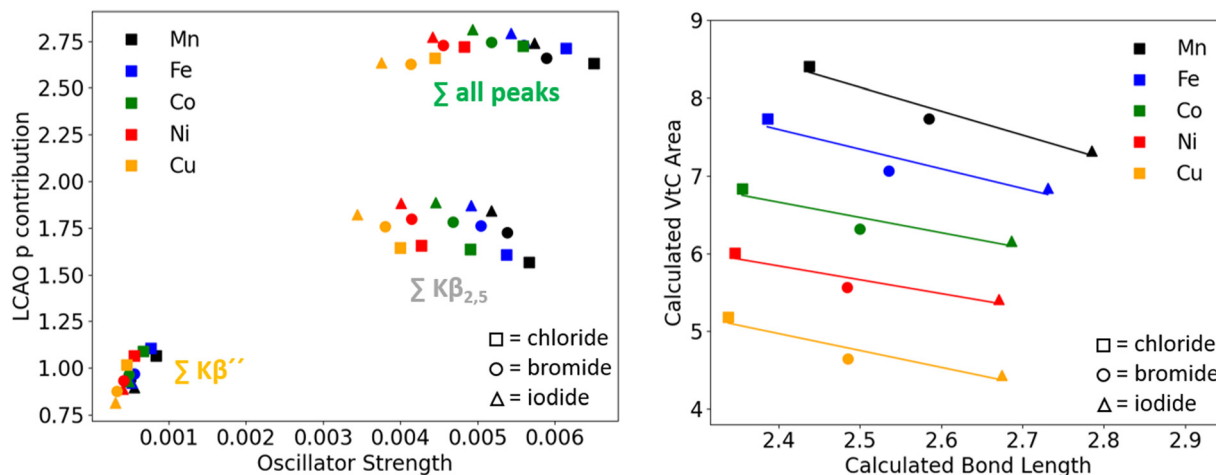 LCAO p contribution
2.75
2.50
2.25
2.00
1.75
1.50
1.25
1.00
0.75
Mn
Fe
Co
Ni
Cu
∑ all peaks
∑ Kβ2,5
∑ Kβ´´
= chloride
= bromide
= iodide
0.001 0.002 0.003 0.004 0.005 0.006
Oscillator Strength
Calculated VtC Area
9
8
7
6
5
4
Mn
Fe
Co
Ni
Cu
= chloride
= bromide
= iodide
2.4 2.5 2.6 2.7 2.8 2.9
Calculated Bond Length